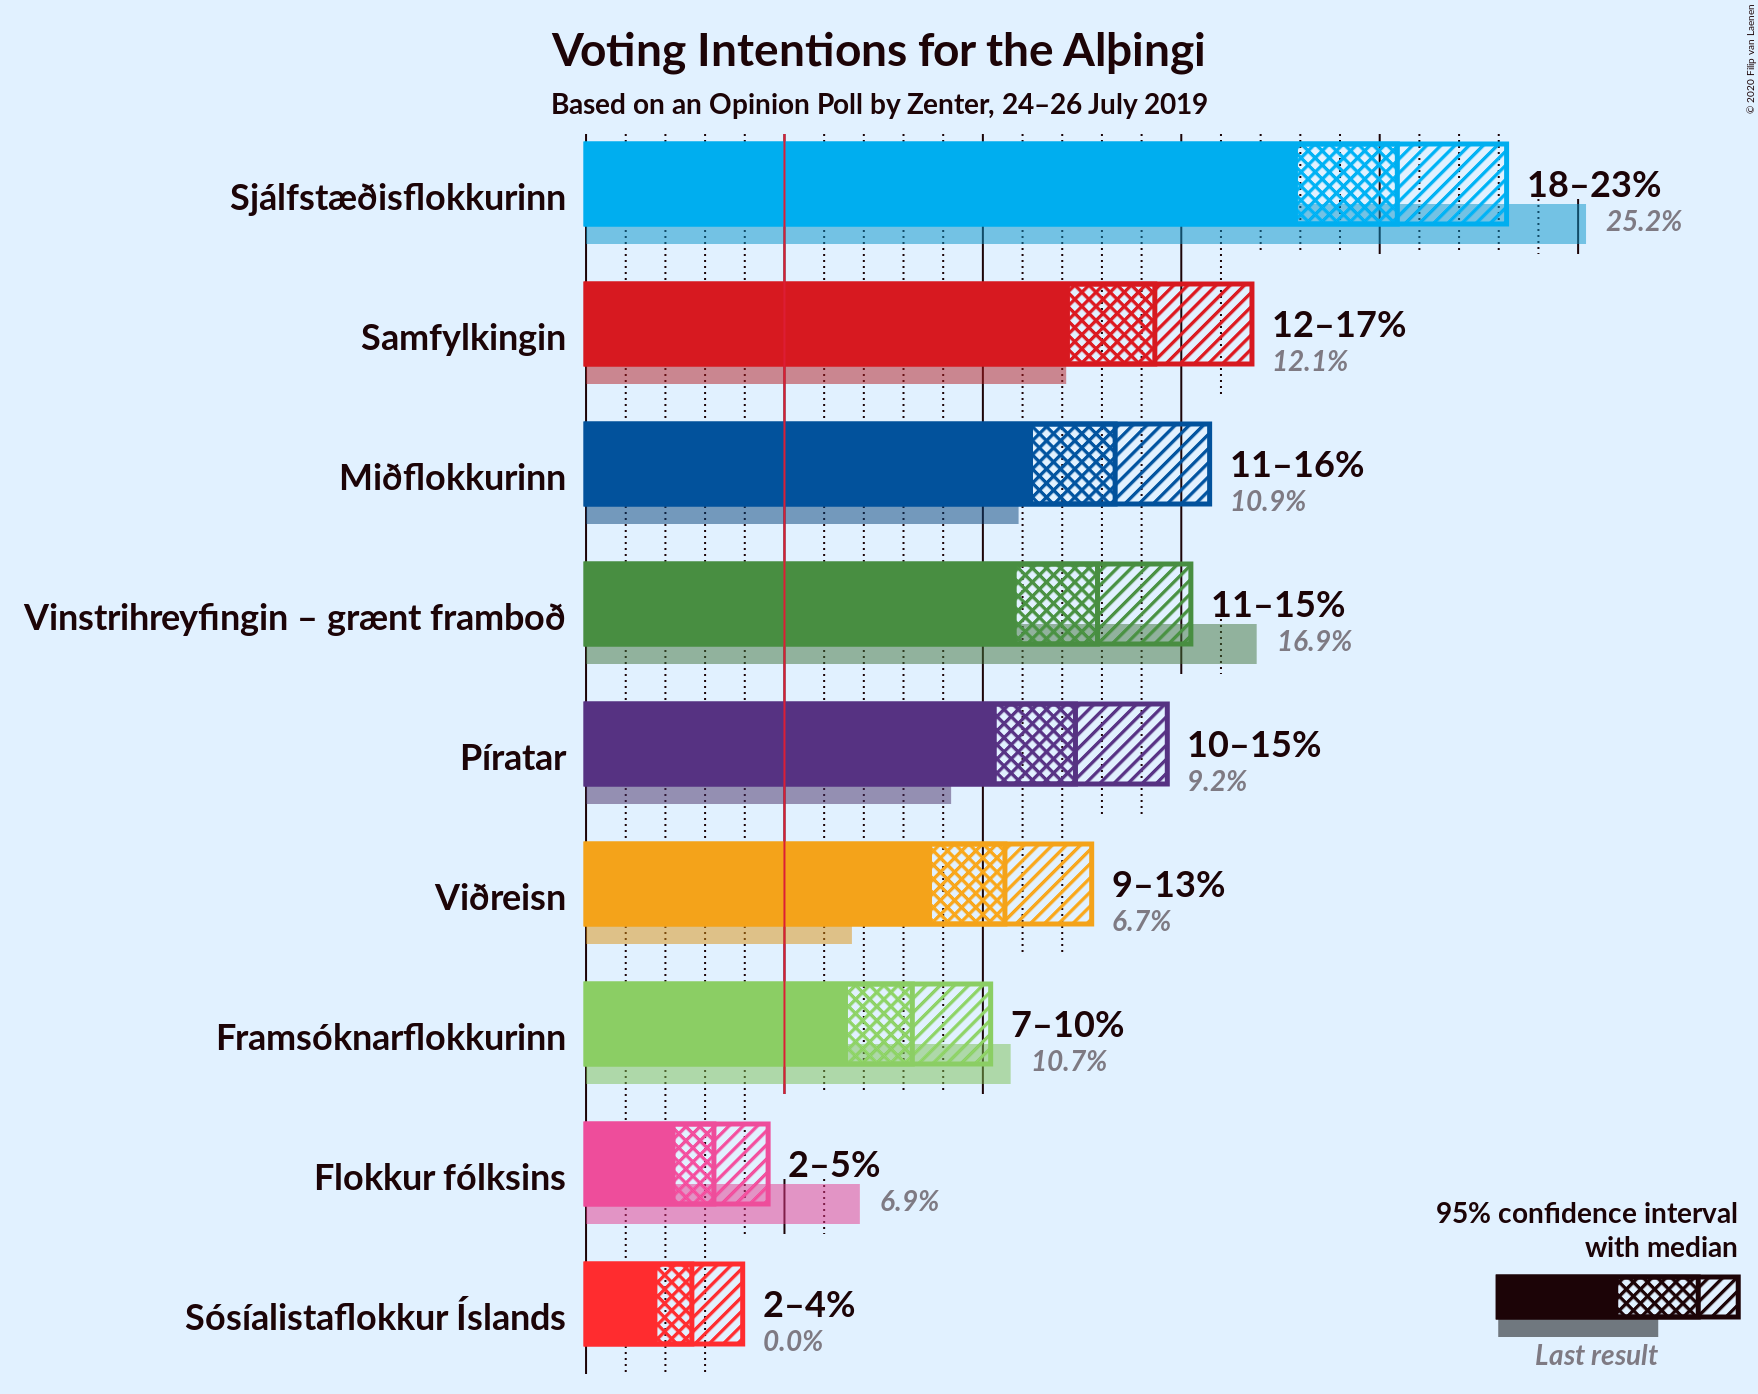 Voting Intentions for the Alþingi
Based on an Opinion Poll by Zenter, 24–26 July 2019
© 2020 Filip van Laenen
Sjálfstæðisflokkurinn
18–23%
25.2%
Samfylkingin
12–17%
12.1%
Miðflokkurinn
11–16%
10.9%
Vinstrihreyfingin – grænt framboð
11–15%
16.9%
Píratar
10–15%
9.2%
Viðreisn
9–13%
6.7%
Framsóknarflokkurinn
7–10%
10.7%
Flokkur fólksins
2–5%
6.9%
Sósíalistaflokkur Íslands
2–4%
0.0%
95% confidence interval
with median
Last result